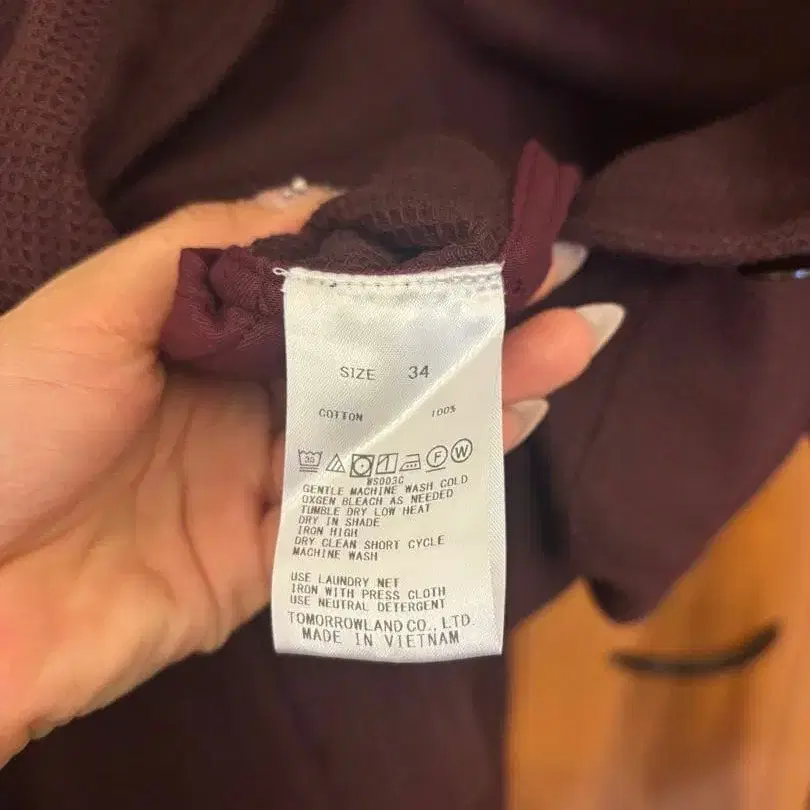 SIZE 34
COTTON 100%
30 F W
WS003C
GENTLE MACHINE WASH COLD
OXGEN BLEACH AS NEEDED
TUMBLE DRY LOW HEAT
DRY IN SHADE
IRON HIGH
DRY CLEAN SHORT CYCLE
MACHINE WASH
USE LAUNDRY NET
IRON WITH PRESS CLOTH
USE NEUTRAL DETERGENT
TOMORROWLAND CO., LTD.
MADE IN VIETNAM